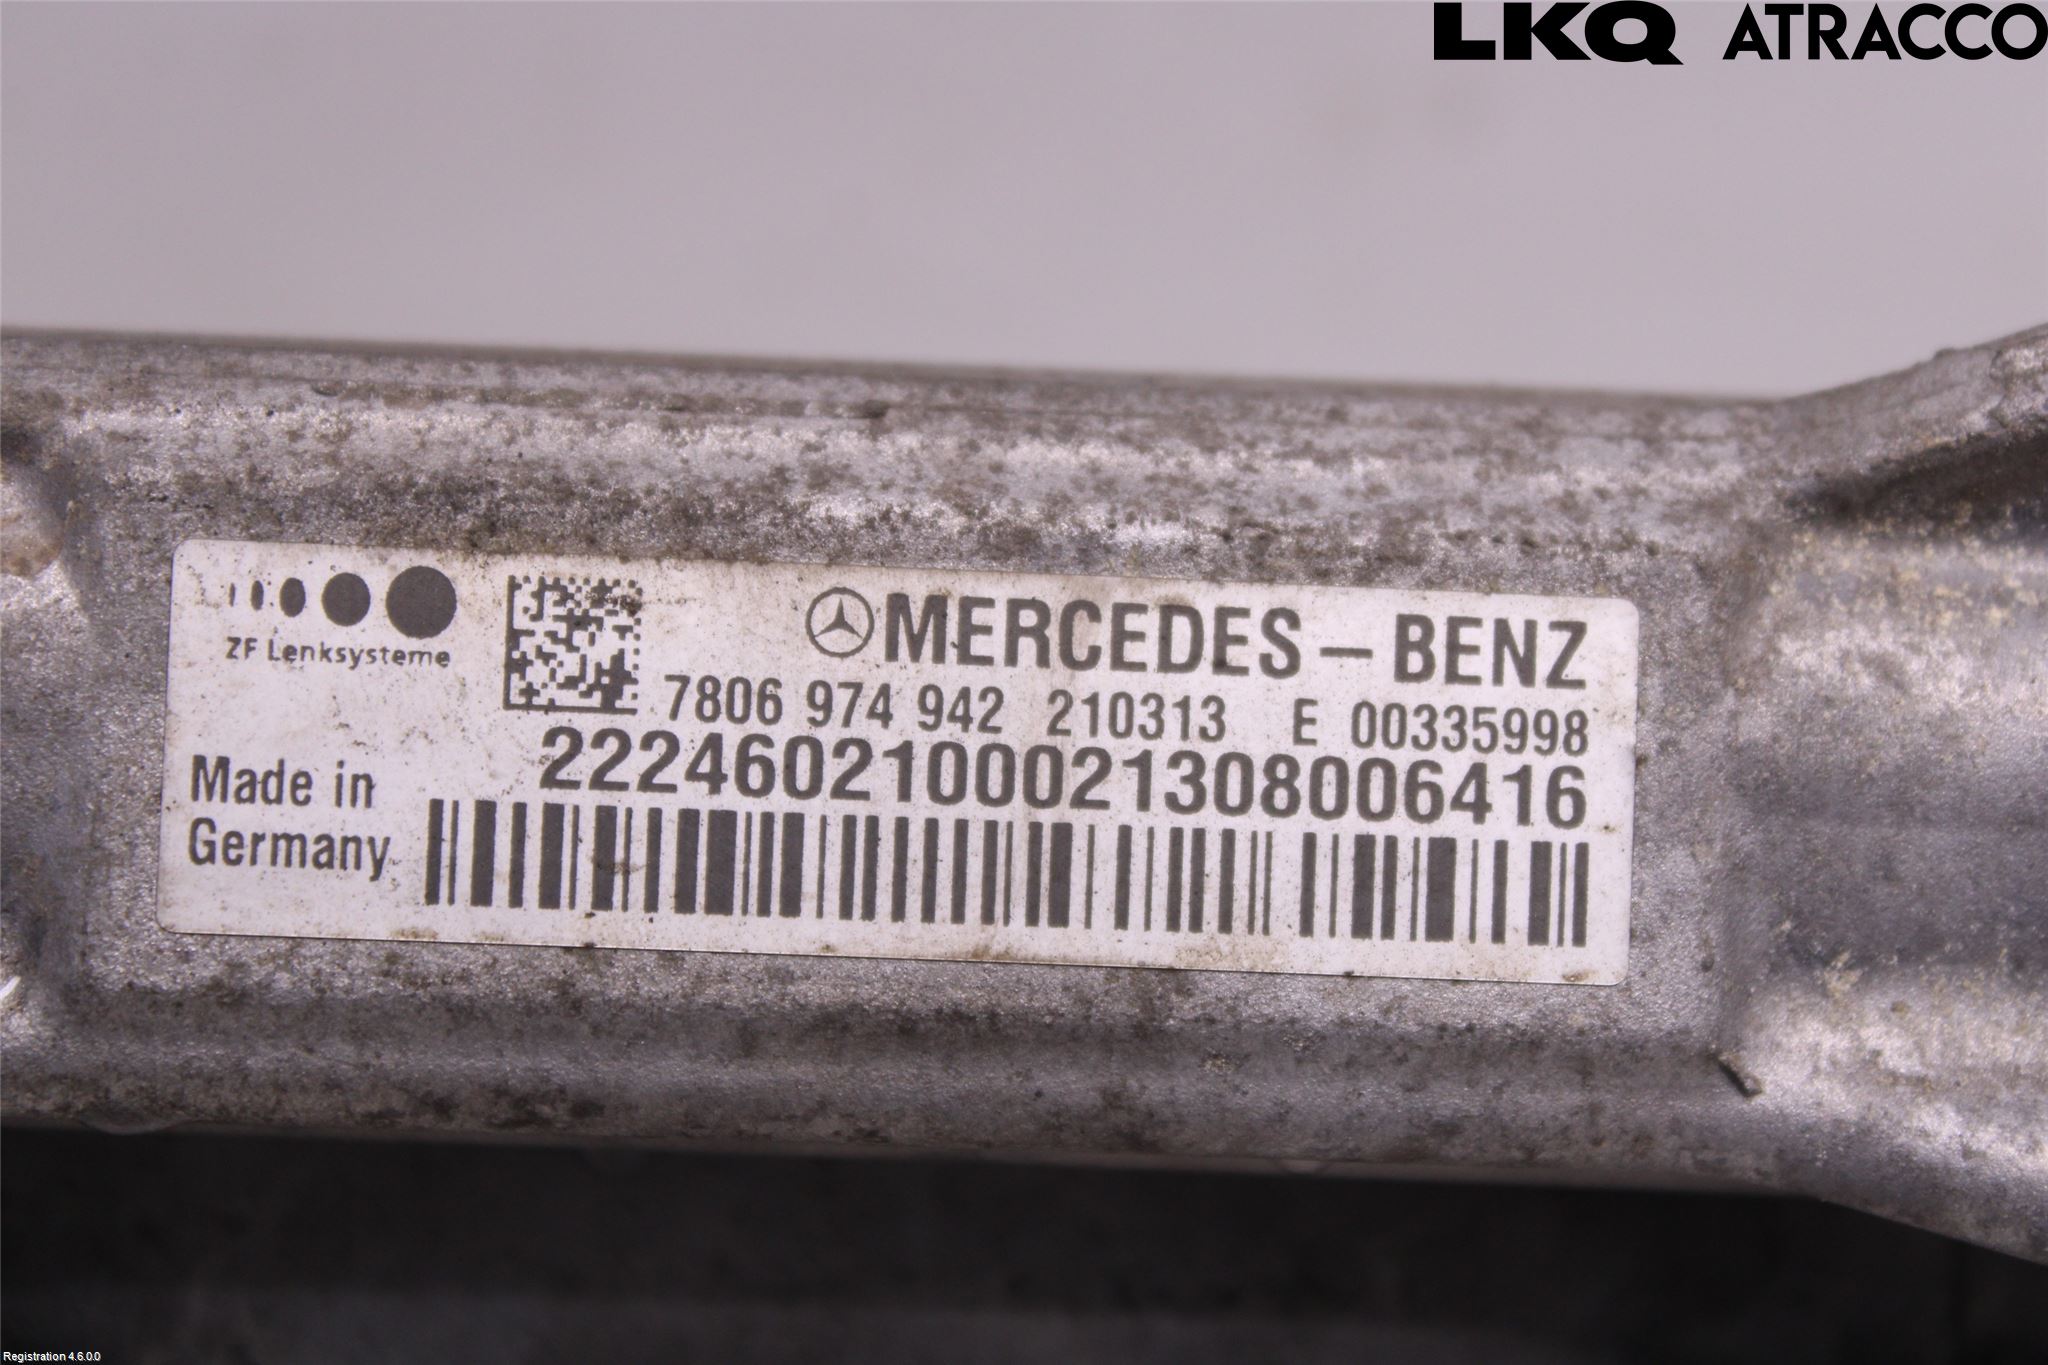 LKQ ATRACCO
ZF Lenksysteme
MERCEDES-BENZ
7806 974 942 210313 E 00335998
2224602100021308006416
Made in
Germany
Registration 4.6.0.0